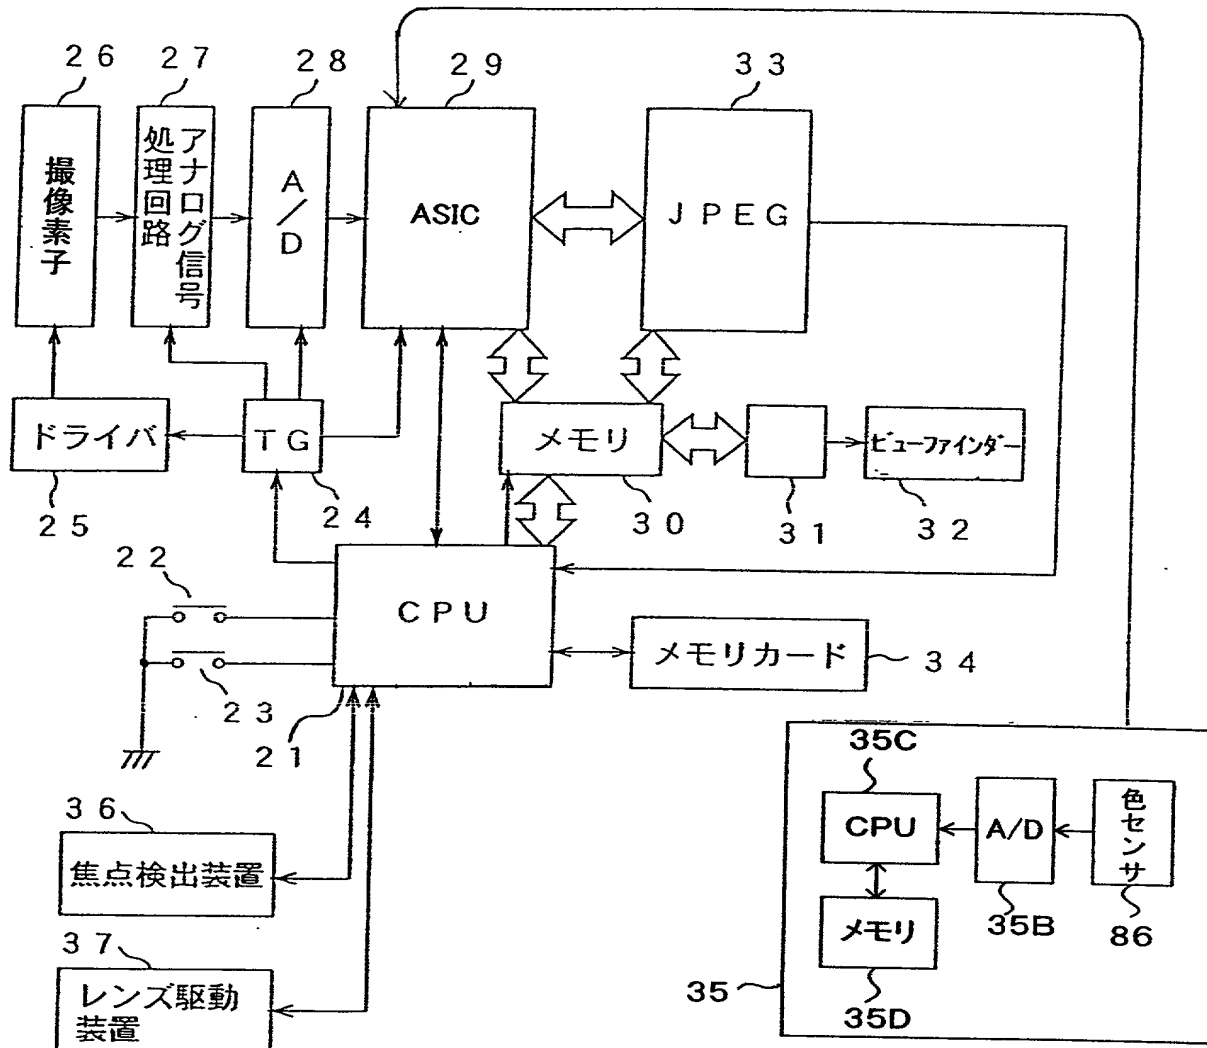 ２６
２７
２８
２９
３３
撮像素子
アナログ信号
処理回路
A／D
ASIC
ＪＰＥＧ
ドライバ
ＴＧ
メモリ
ビューファインダー
２５
２４
３０
３１
３２
２２
ＣＰＵ
メモリカード
３４
２３
２１
35C
３６
CPU
A/D
色センサ
焦点検出装置
メモリ
35B
86
３７
レンズ駆動
装置
35
35D